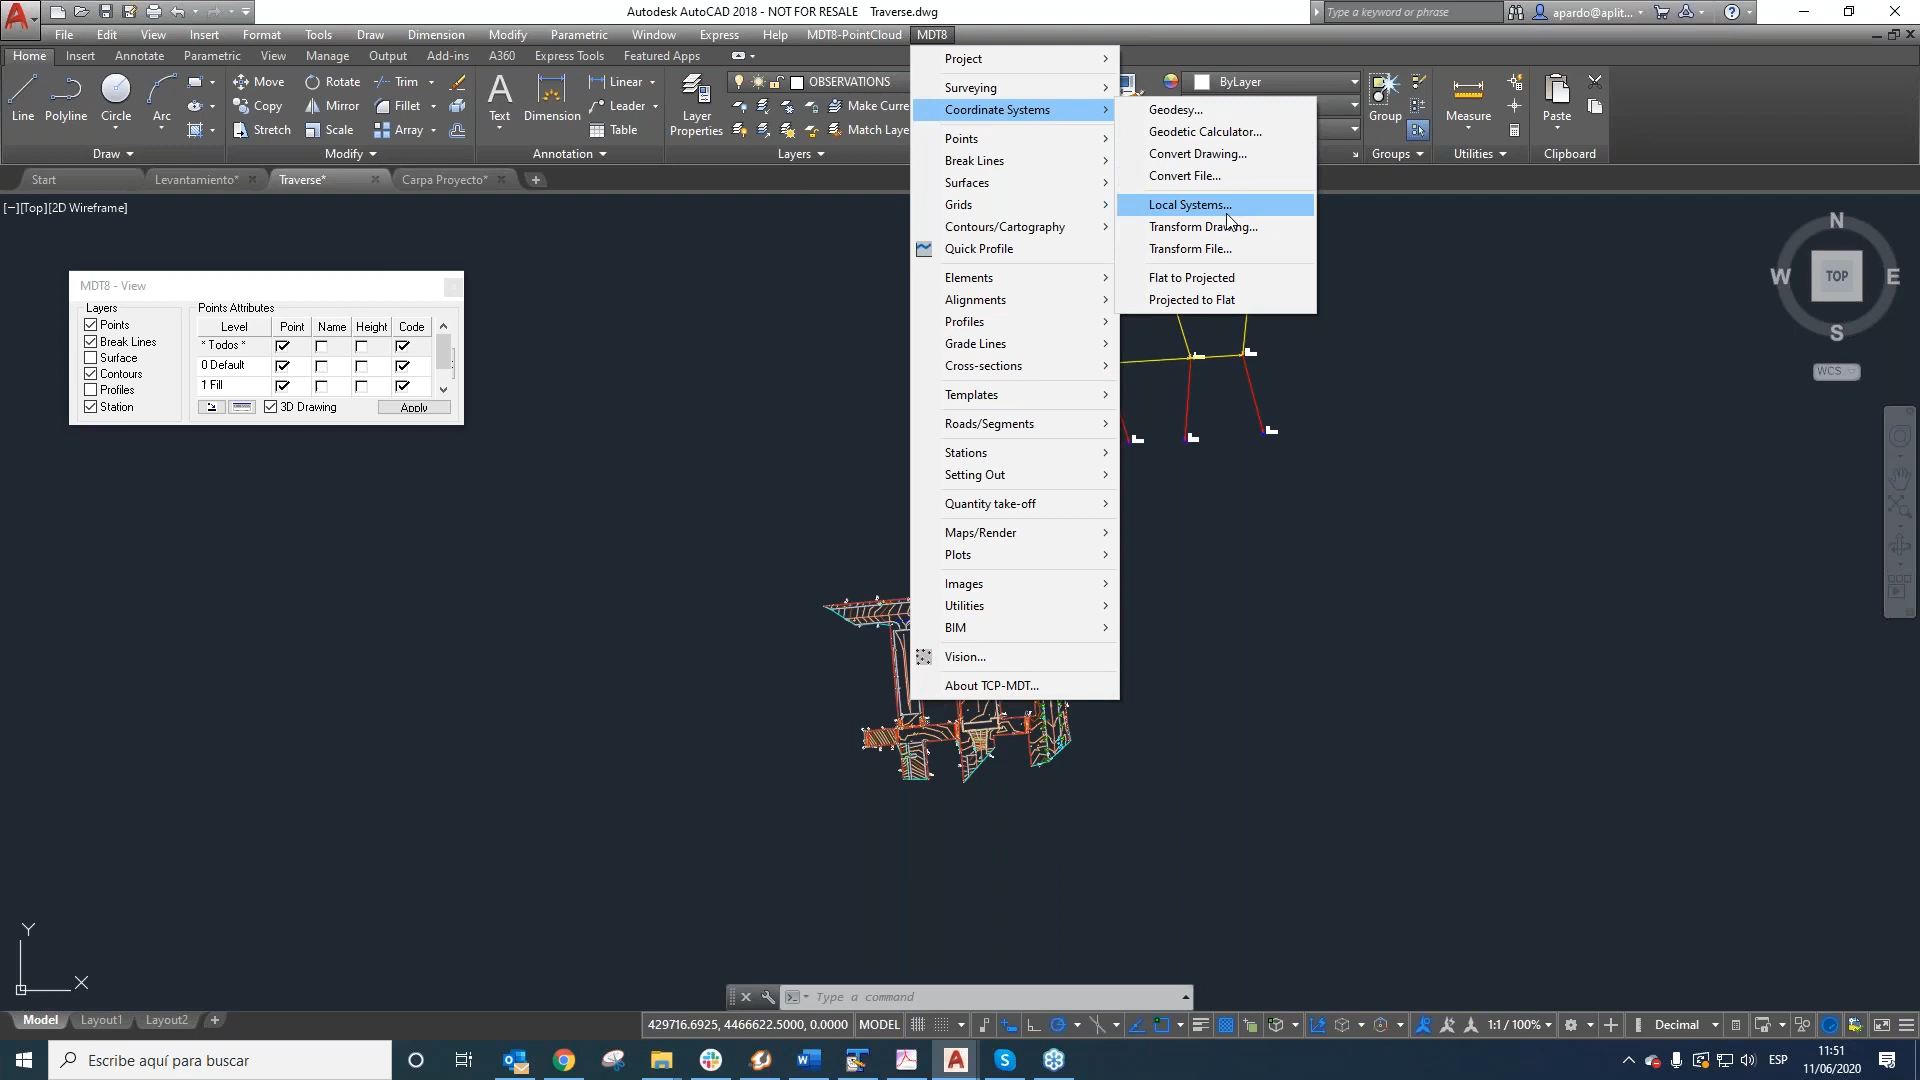 Autodesk AutoCAD 2018 - NOT FOR RESALE Traverse.dwg
Type a keyword or phrase
apardo@aplit...
File Edit View Insert Format Tools Draw Dimension Modify Parametric Window Express Help MDT8-PointCloud MDT8
Home Insert Annotate Parametric View Manage Output Add-ins A360 Express Tools Featured Apps
Line
Polyline
Circle
Arc
Draw
Move
Rotate
Trim
Copy
Mirror
Fillet
Stretch
Scale
Array
Modify
Text
Dimension
Linear
Leader
Table
Annotation
Layer
Properties
OBSERVATIONS
Make Curre
Match Laye
Layers
ByLayer
Group
Groups
Measure
Utilities
Paste
Clipboard
Start
Levantamiento*
Traverse*
Carpa Proyecto*
[−][Top][2D Wireframe]
MDT8 - View
Layers
Points
Break Lines
Surface
Contours
Profiles
Station
Points Attributes
Level Point Name Height Code
* Todos *
0 Default
1 Fill
3D Drawing
Apply
Project
Surveying
Coordinate Systems
Points
Break Lines
Surfaces
Grids
Contours/Cartography
Quick Profile
Elements
Alignments
Profiles
Grade Lines
Cross-sections
Templates
Roads/Segments
Stations
Setting Out
Quantity take-off
Maps/Render
Plots
Images
Utilities
BIM
Vision...
About TCP-MDT...
Geodesy...
Geodetic Calculator...
Convert Drawing...
Convert File...
Local Systems...
Transform Drawing...
Transform File...
Flat to Projected
Projected to Flat
N
W
TOP
E
S
WCS
Y
X
Type a command
Model Layout1 Layout2
429716.6925, 4466622.5000, 0.0000 MODEL
1:1 / 100%
Decimal
Escribe aquí para buscar
ESP
11:51
11/06/2020